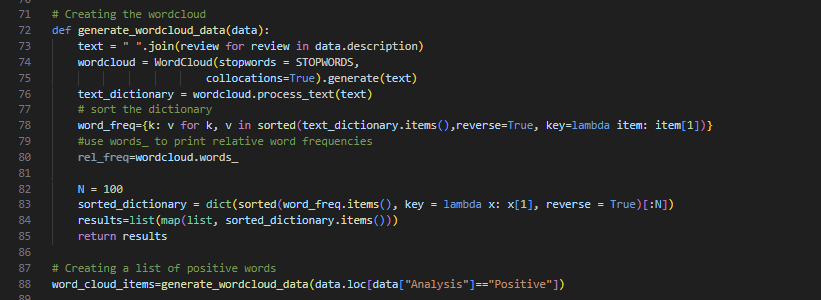 71 # Creating the wordcloud
72 def generate_wordcloud_data(data):
73     text = " ".join(review for review in data.description)
74     wordcloud = WordCloud(stopwords = STOPWORDS,
75                         collocations=True).generate(text)
76     text_dictionary = wordcloud.process_text(text)
77     # sort the dictionary
78     word_freq={k: v for k, v in sorted(text_dictionary.items(),reverse=True, key=lambda item: item[1])}
79     #use words_ to print relative word frequencies
80     rel_freq=wordcloud.words_
81
82     N = 100
83     sorted_dictionary = dict(sorted(word_freq.items(), key = lambda x: x[1], reverse = True)[:N])
84     results=list(map(list, sorted_dictionary.items()))
85     return results
86
87 # Creating a list of positive words
88 word_cloud_items=generate_wordcloud_data(data.loc[data["Analysis"]=="Positive"])